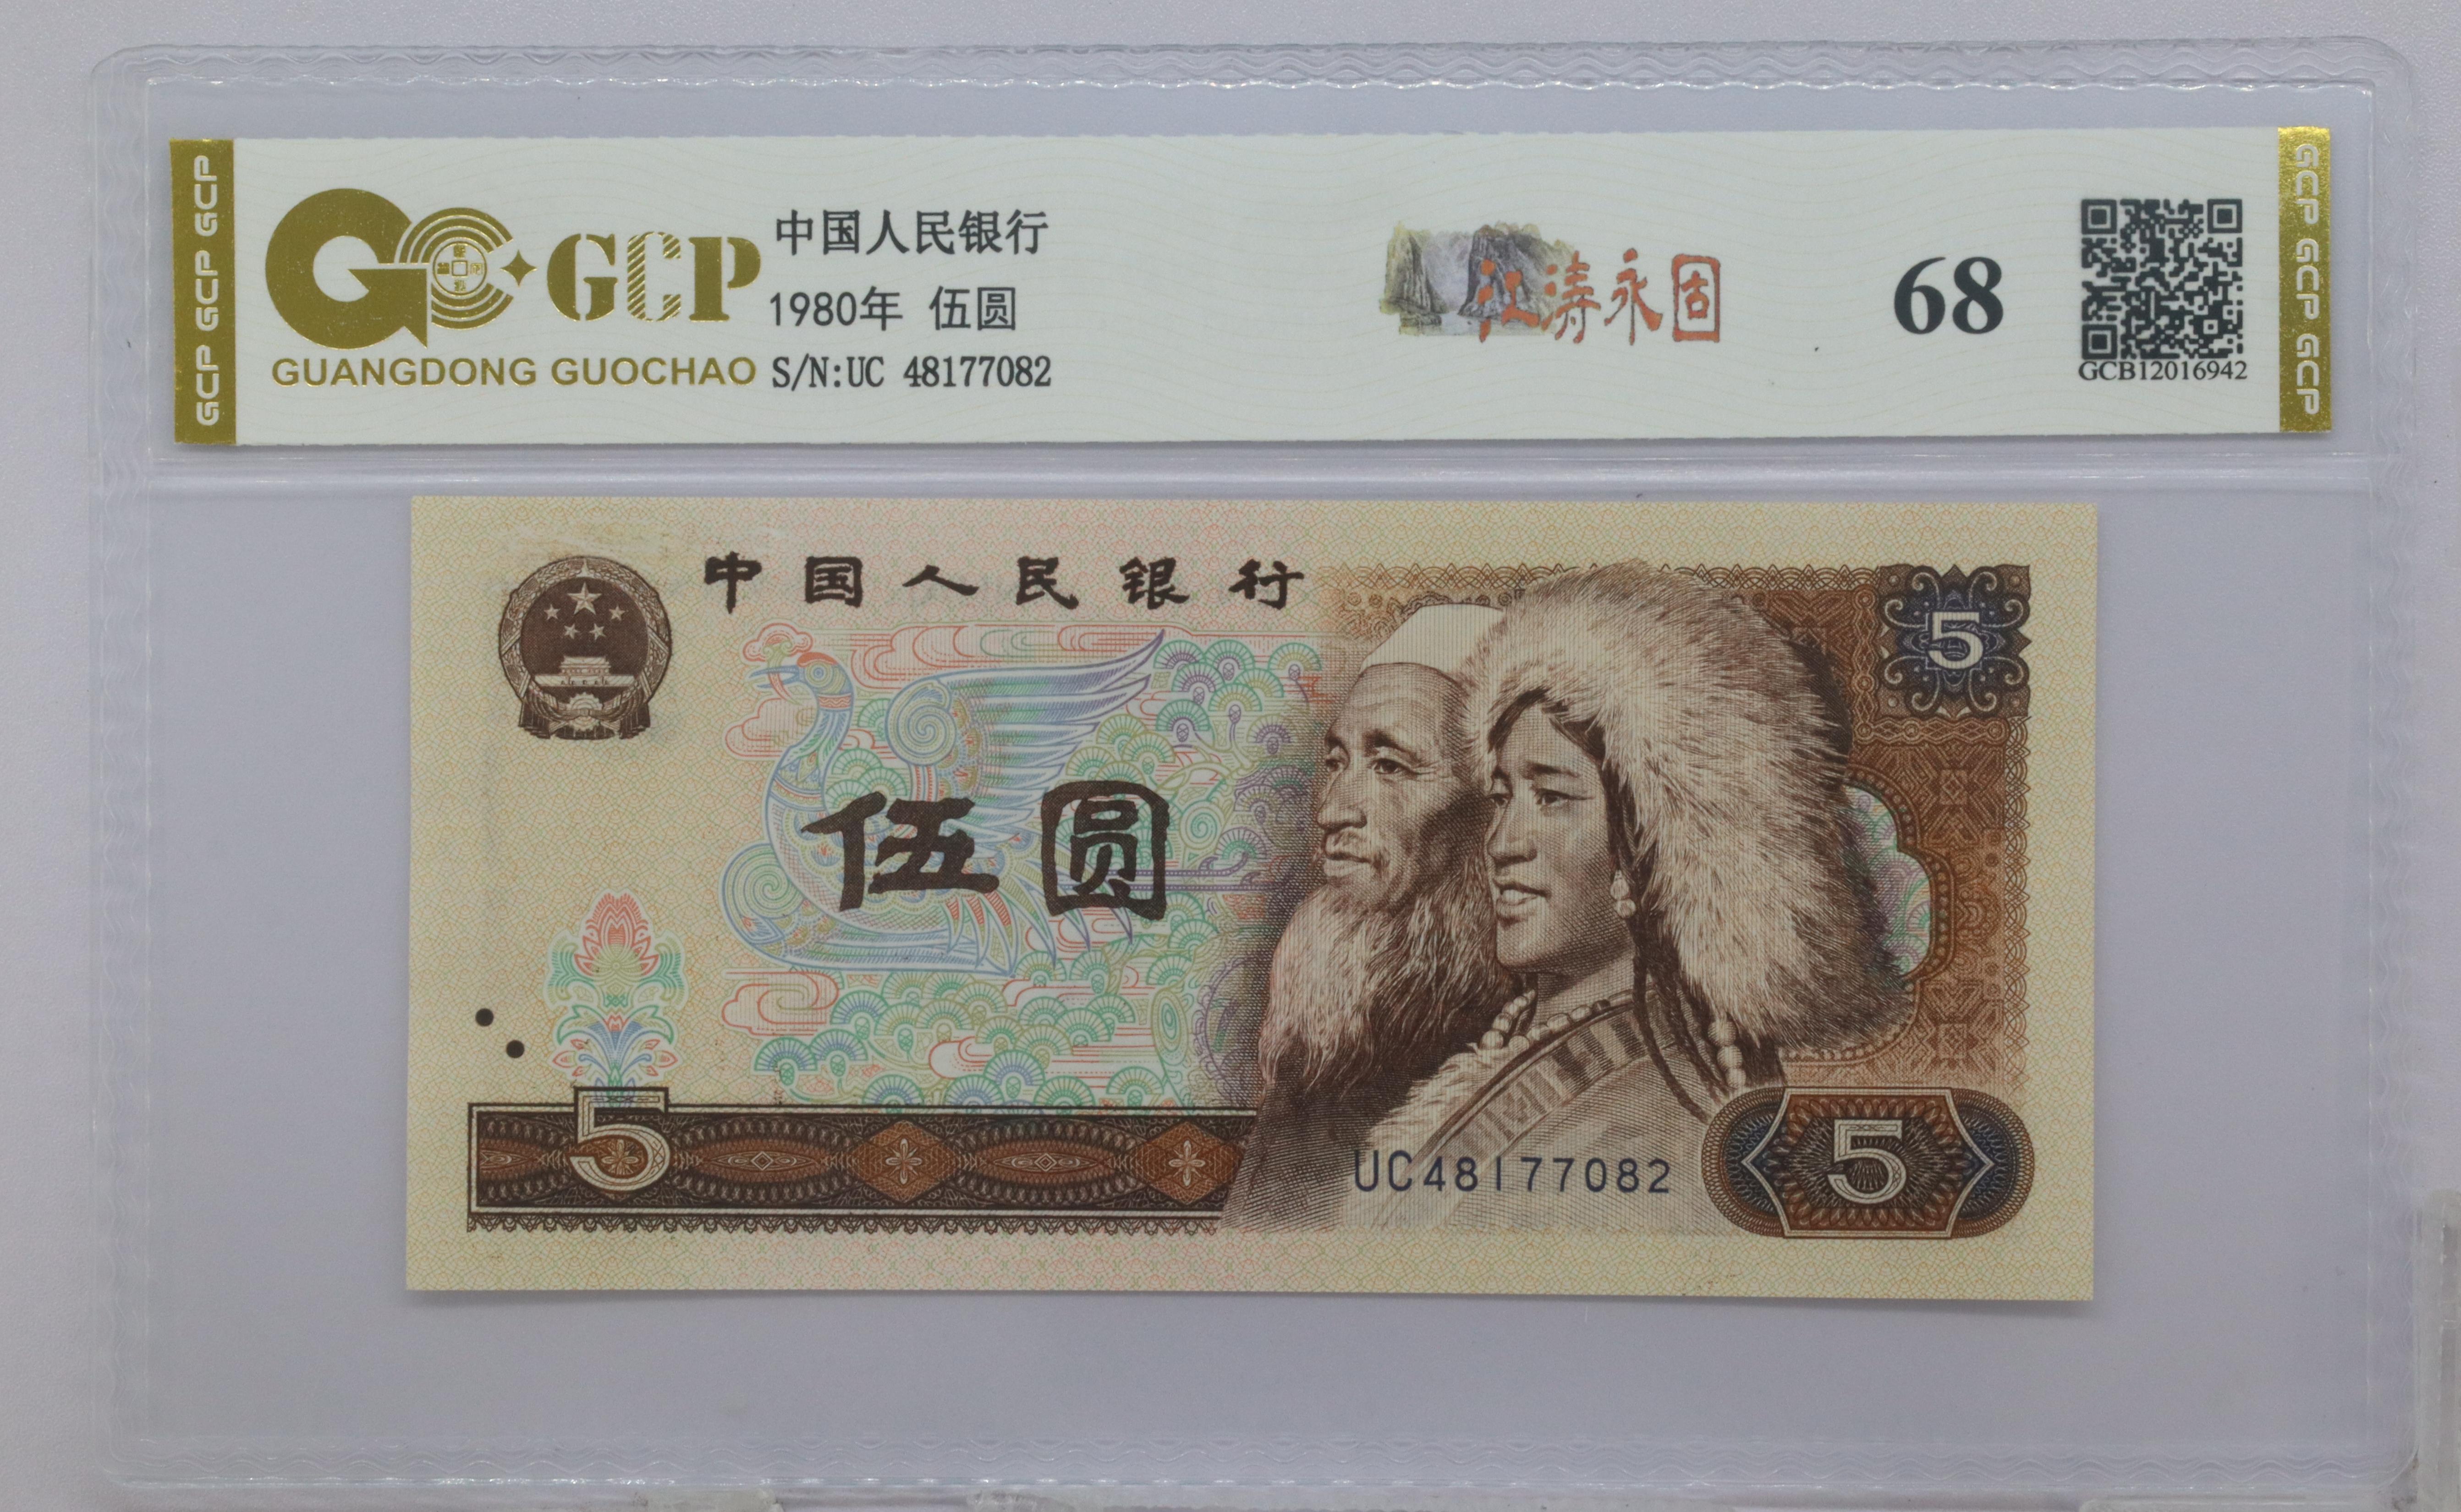 GCP GCP GCP GCP
GCP
GUANGDONG GUOCHAO
中国人民银行
1980年 伍圆
S/N:UC 48177082
江涛永固
68
GCB12016942
GCP GCP GCP GCP
中国人民银行
5
伍圆
5
UC48177082
5